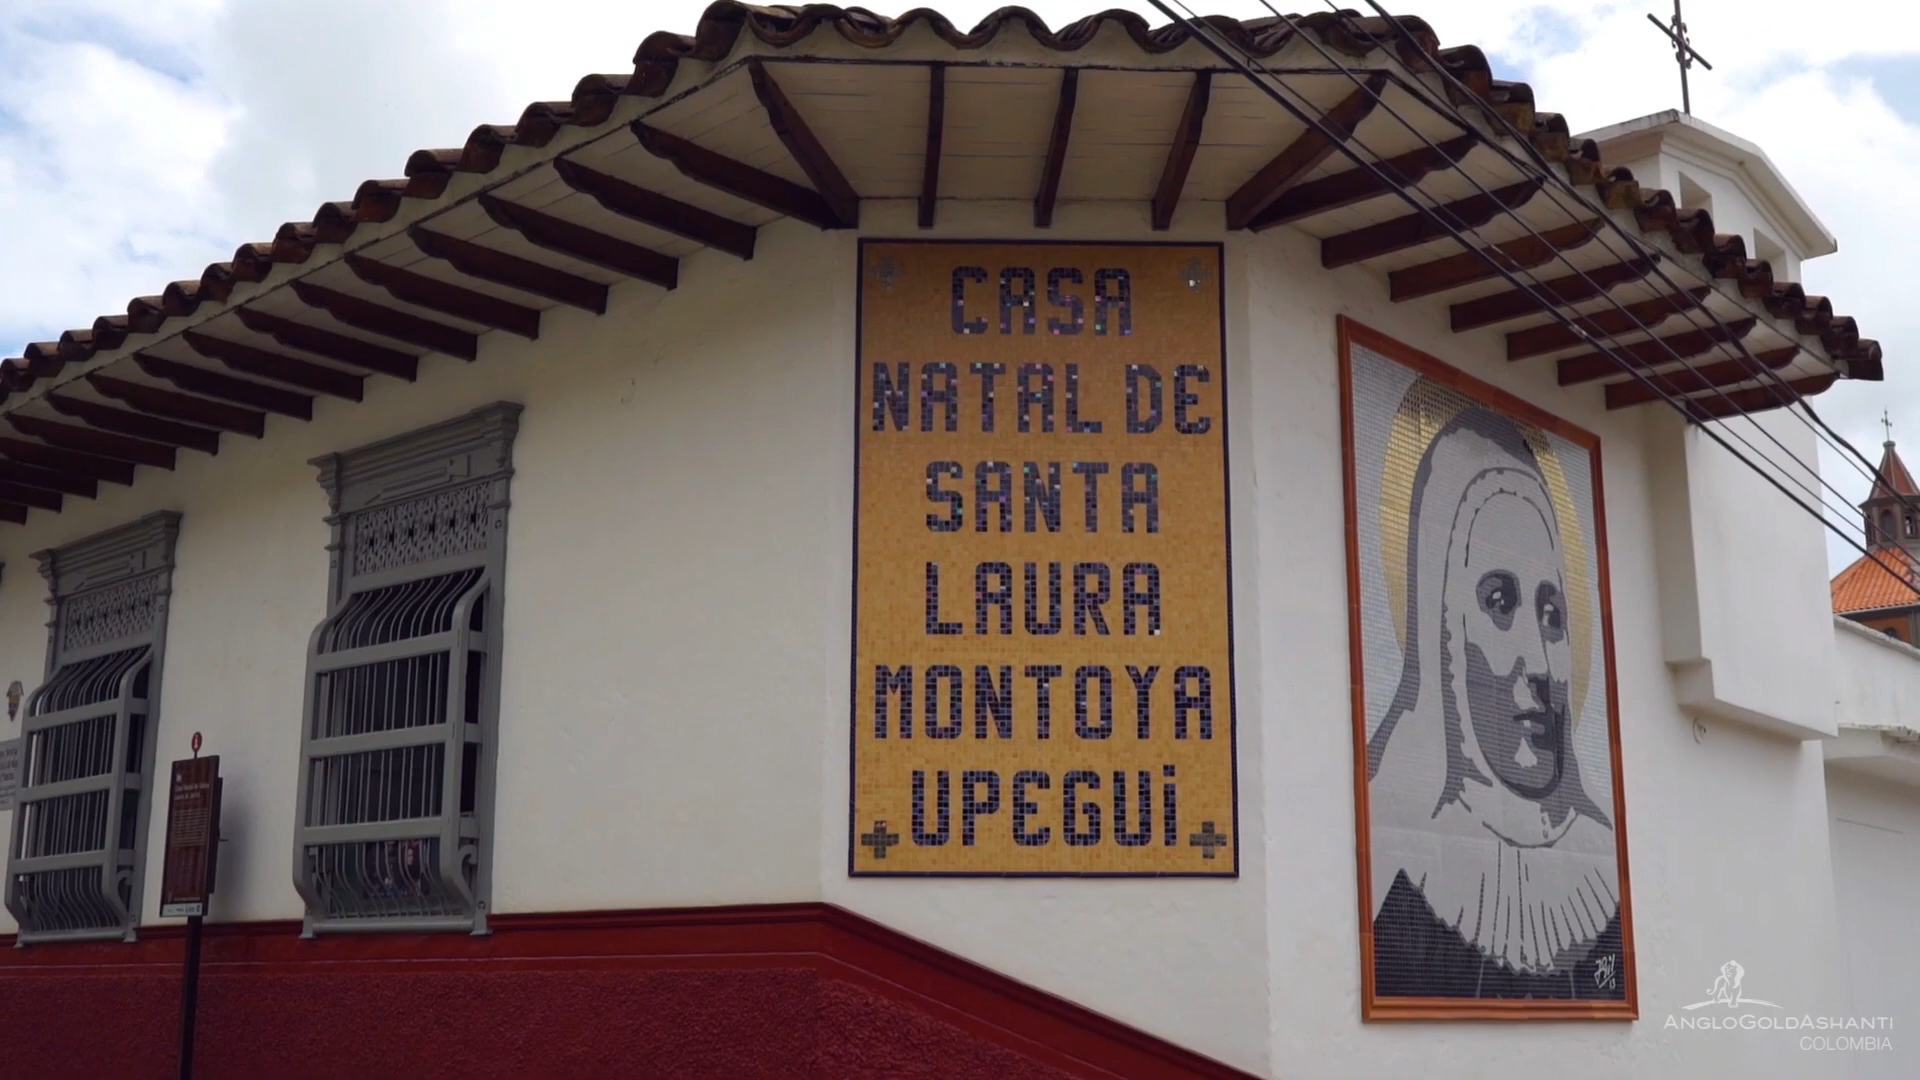 CASA
NATAL DE
SANTA
LAURA
MONTOYA
UPEGUi
ANGLOGOLDASHANTI
COLOMBIA